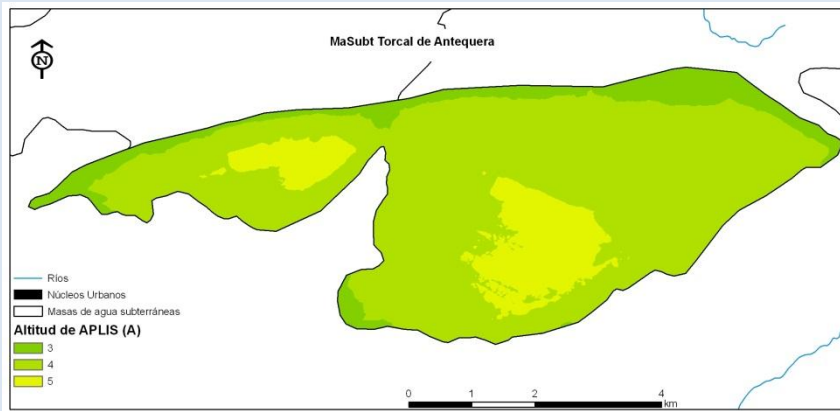 MaSubt Torcal de Antequera
N
Ríos
Núcleos Urbanos
Masas de agua subterráneas
Altitud de APLIS (A)
3
4
5
0 1 2 4
km